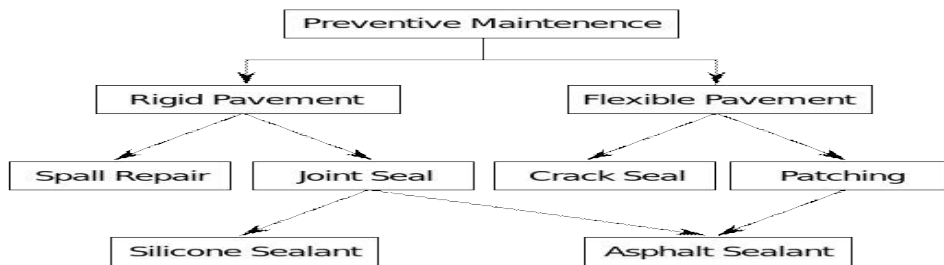 Preventive Maintenence
Rigid Pavement
Flexible Pavement
Spall Repair
Joint Seal
Crack Seal
Patching
Silicone Sealant
Asphalt Sealant